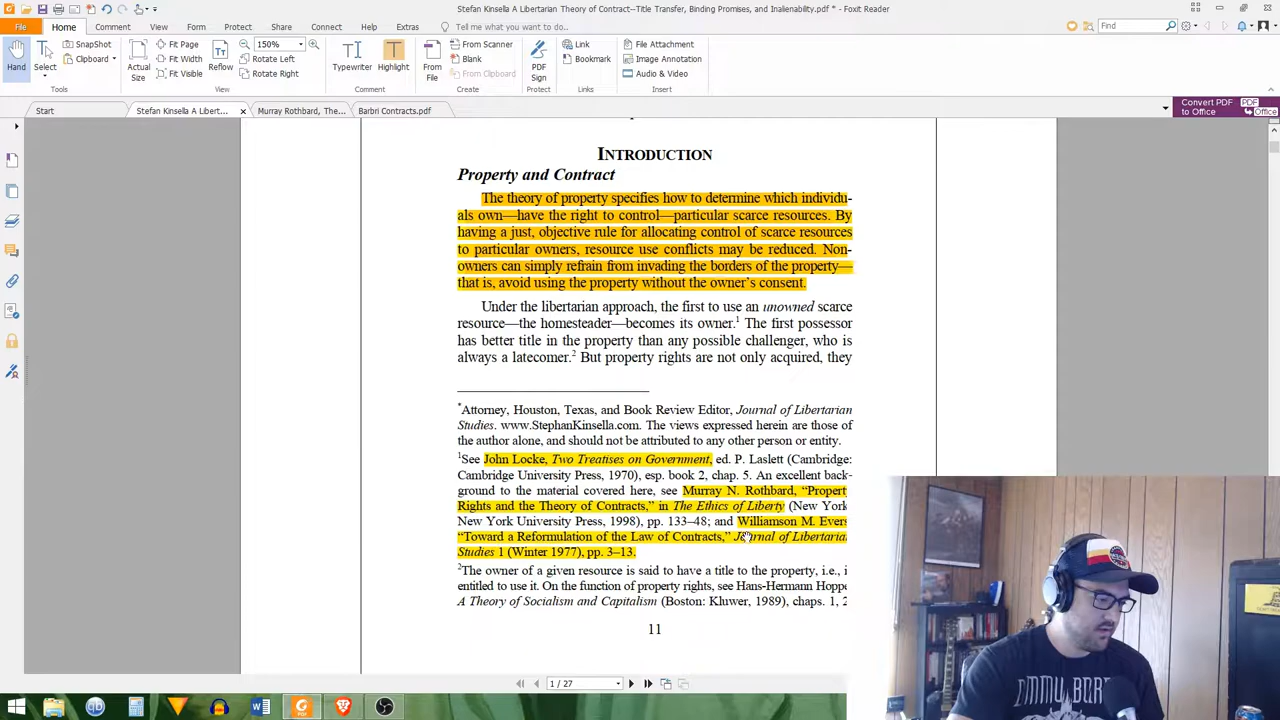 Stefan Kinsella A Libertarian Theory of Contract--Title Transfer, Binding Promises, and Inalienability.pdf * - Foxit Reader
File Home Comment View Form Protect Share Connect Help Extras Tell me what you want to do... Find
Hand
Select
SnapShot
Clipboard
Tools
Actual Size
Fit Page
Fit Width
Fit Visible
Reflow
150%
Rotate Left
Rotate Right
View
Typewriter
Highlight
Comment
From File
From Scanner
Blank
From Clipboard
Create
PDF Sign
Protect
Link
Bookmark
Links
File Attachment
Image Annotation
Audio & Video
Insert
Start
Stefan Kinsella A Libert...
Murray Rothbard, The...
Barbri Contracts.pdf
Convert PDF to Office
PDF
Office
INTRODUCTION
Property and Contract
The theory of property specifies how to determine which individu-
als own—have the right to control—particular scarce resources. By
having a just, objective rule for allocating control of scarce resources
to particular owners, resource use conflicts may be reduced. Non-
owners can simply refrain from invading the borders of the property—
that is, avoid using the property without the owner's consent.
Under the libertarian approach, the first to use an unowned scarce
resource—the homesteader—becomes its owner.1 The first possessor
has better title in the property than any possible challenger, who is
always a latecomer.2 But property rights are not only acquired, they
*Attorney, Houston, Texas, and Book Review Editor, Journal of Libertarian
Studies. www.StephanKinsella.com. The views expressed herein are those of
the author alone, and should not be attributed to any other person or entity.
1See John Locke, Two Treatises on Government, ed. P. Laslett (Cambridge:
Cambridge University Press, 1970), esp. book 2, chap. 5. An excellent back-
ground to the material covered here, see Murray N. Rothbard, “Property
Rights and the Theory of Contracts,” in The Ethics of Liberty (New York
New York University Press, 1998), pp. 133–48; and Williamson M. Evers
“Toward a Reformulation of the Law of Contracts,” Journal of Libertaria
Studies 1 (Winter 1977), pp. 3–13.
2The owner of a given resource is said to have a title to the property, i.e., i
entitled to use it. On the function of property rights, see Hans-Hermann Hoppe
A Theory of Socialism and Capitalism (Boston: Kluwer, 1989), chaps. 1, 2
11
1 / 27